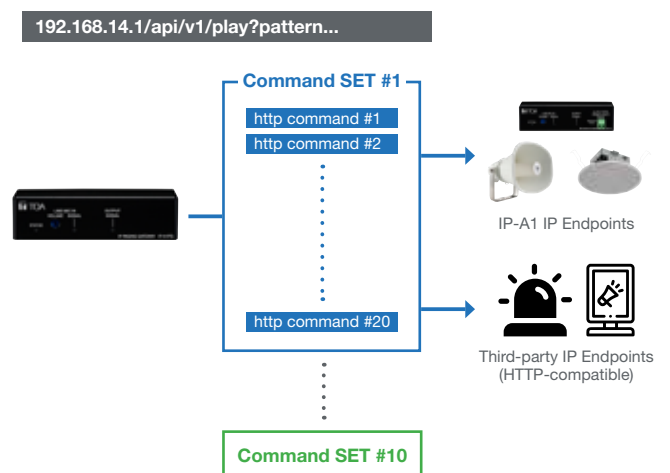 192.168.14.1/api/v1/play?pattern...
Command SET #1
http command #1
http command #2
http command #20
TOA
IP-A1 IP Endpoints
Third-party IP Endpoints
(HTTP-compatible)
Command SET #10